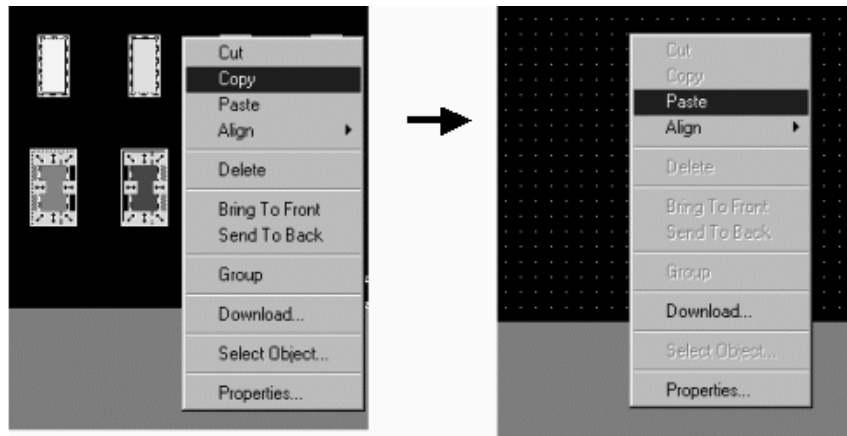 Cut
Copy
Paste
Align
Delete
Bring To Front
Send To Back
Group
Download...
Select Object...
Properties...
Cut
Copy
Paste
Align
Delete
Bring To Front
Send To Back
Group
Download...
Select Object...
Properties...